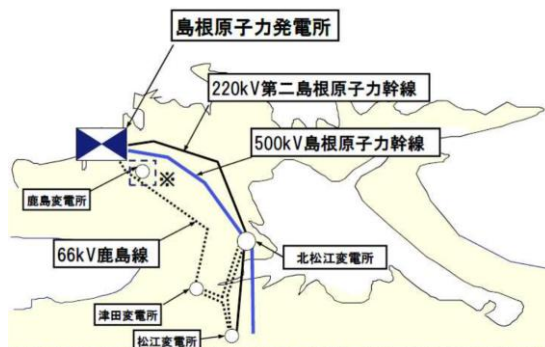 島根原子力発電所
220kV第二島根原子力幹線
500kV島根原子力幹線
鹿島変電所
※
66kV鹿島線
北松江変電所
津田変電所
松江変電所